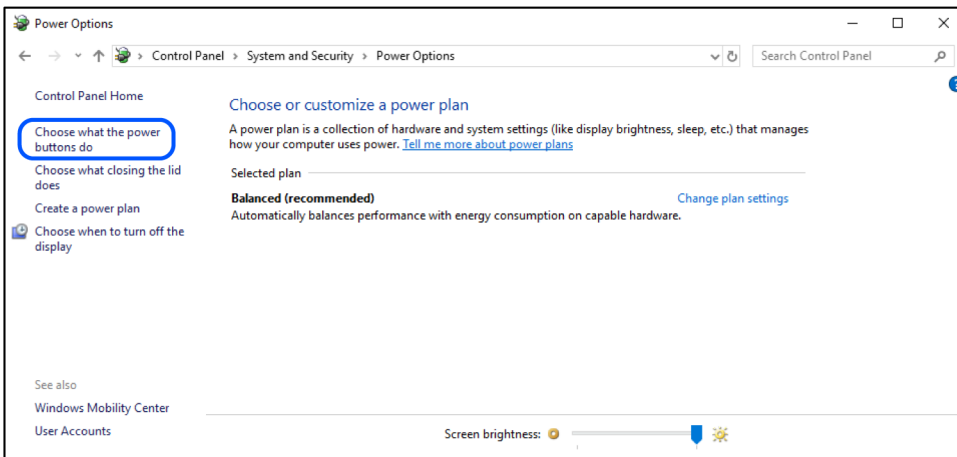 Power Options
Control Panel > System and Security > Power Options
Search Control Panel
Control Panel Home
Choose what the power
buttons do
Choose what closing the lid
does
Create a power plan
Choose when to turn off the
display
Choose or customize a power plan
A power plan is a collection of hardware and system settings (like display brightness, sleep, etc.) that manages
how your computer uses power. Tell me more about power plans
Selected plan
Balanced (recommended)
Change plan settings
Automatically balances performance with energy consumption on capable hardware.
See also
Windows Mobility Center
User Accounts
Screen brightness: